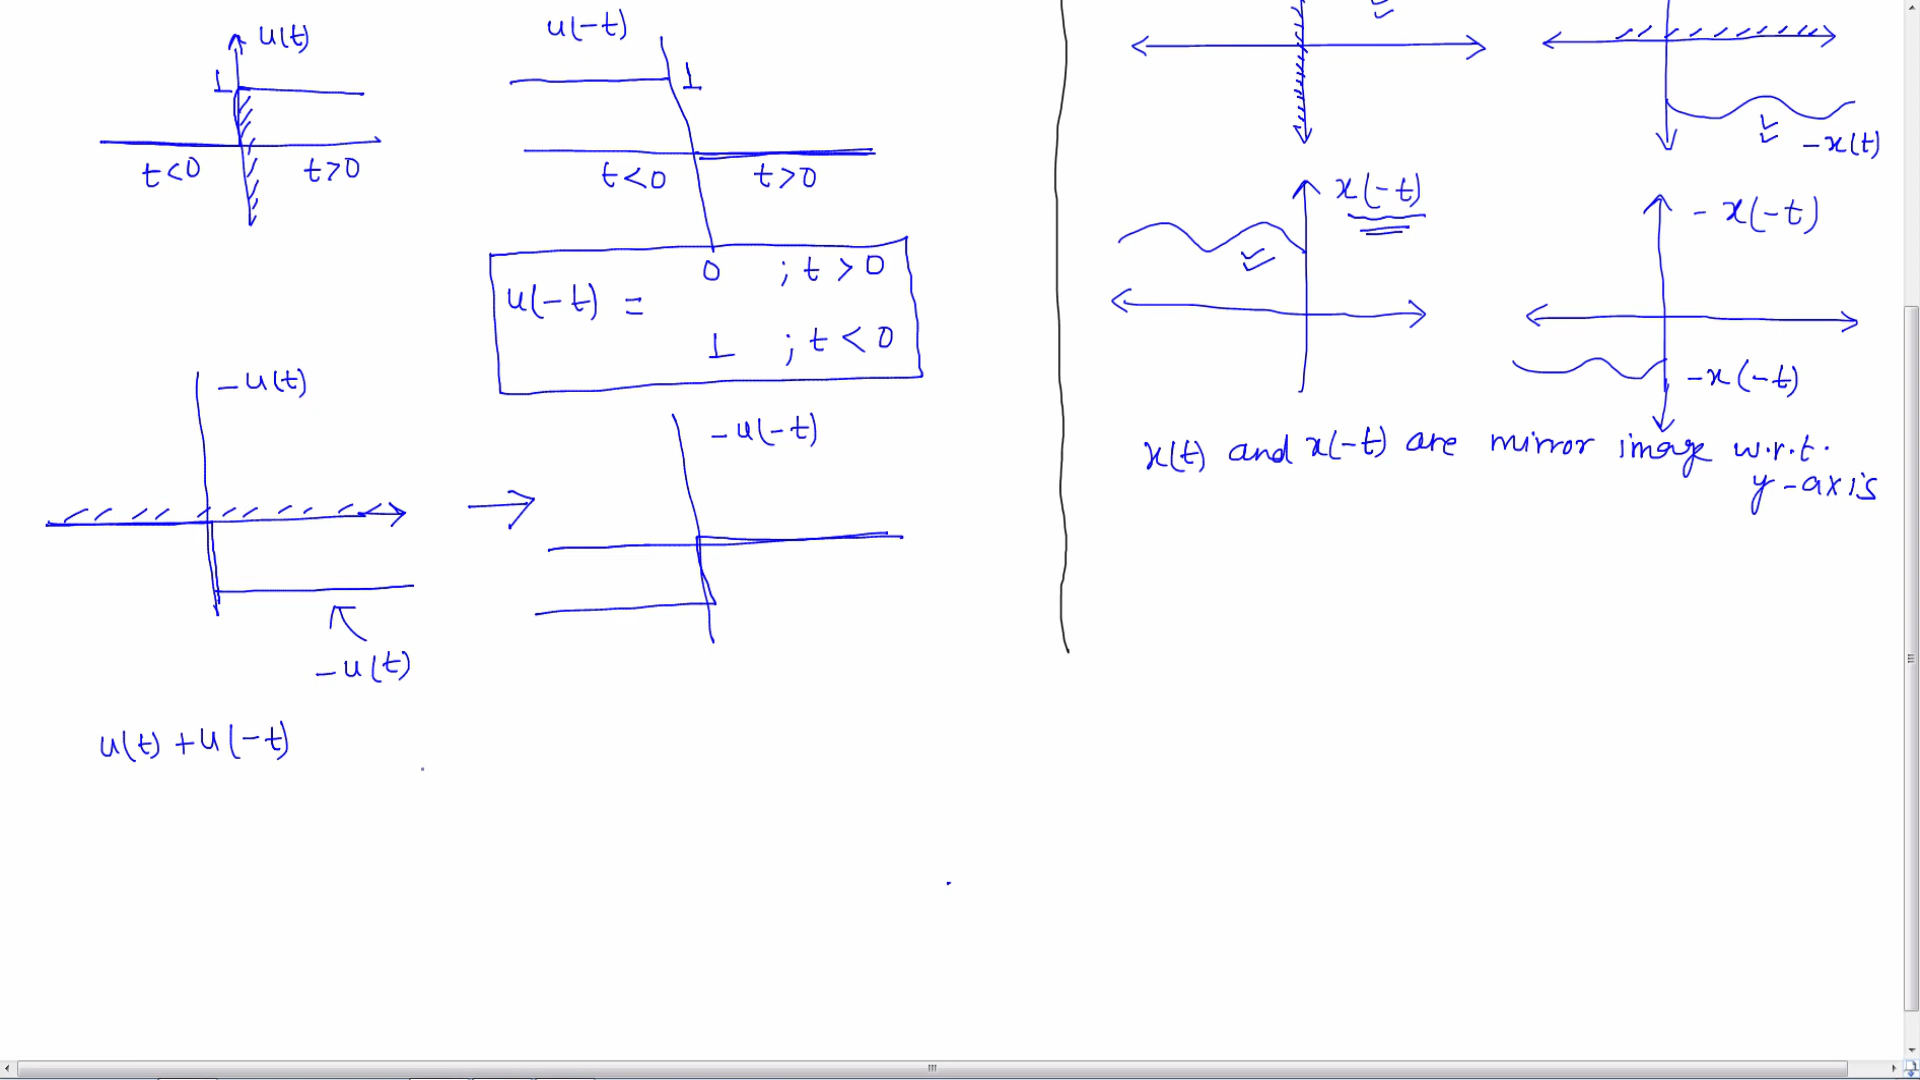 u(t)
1
t<0
t>0
u(-t)
1
t<0
t>0
u(-t) =
0 ; t > 0
1 ; t < 0
-u(t)
-u(t)
-u(-t)
u(t) + u(-t)
-x(t)
x(-t)
-x(-t)
-x(-t)
x(t) and x(-t) are mirror image w.r.t.
y-axis